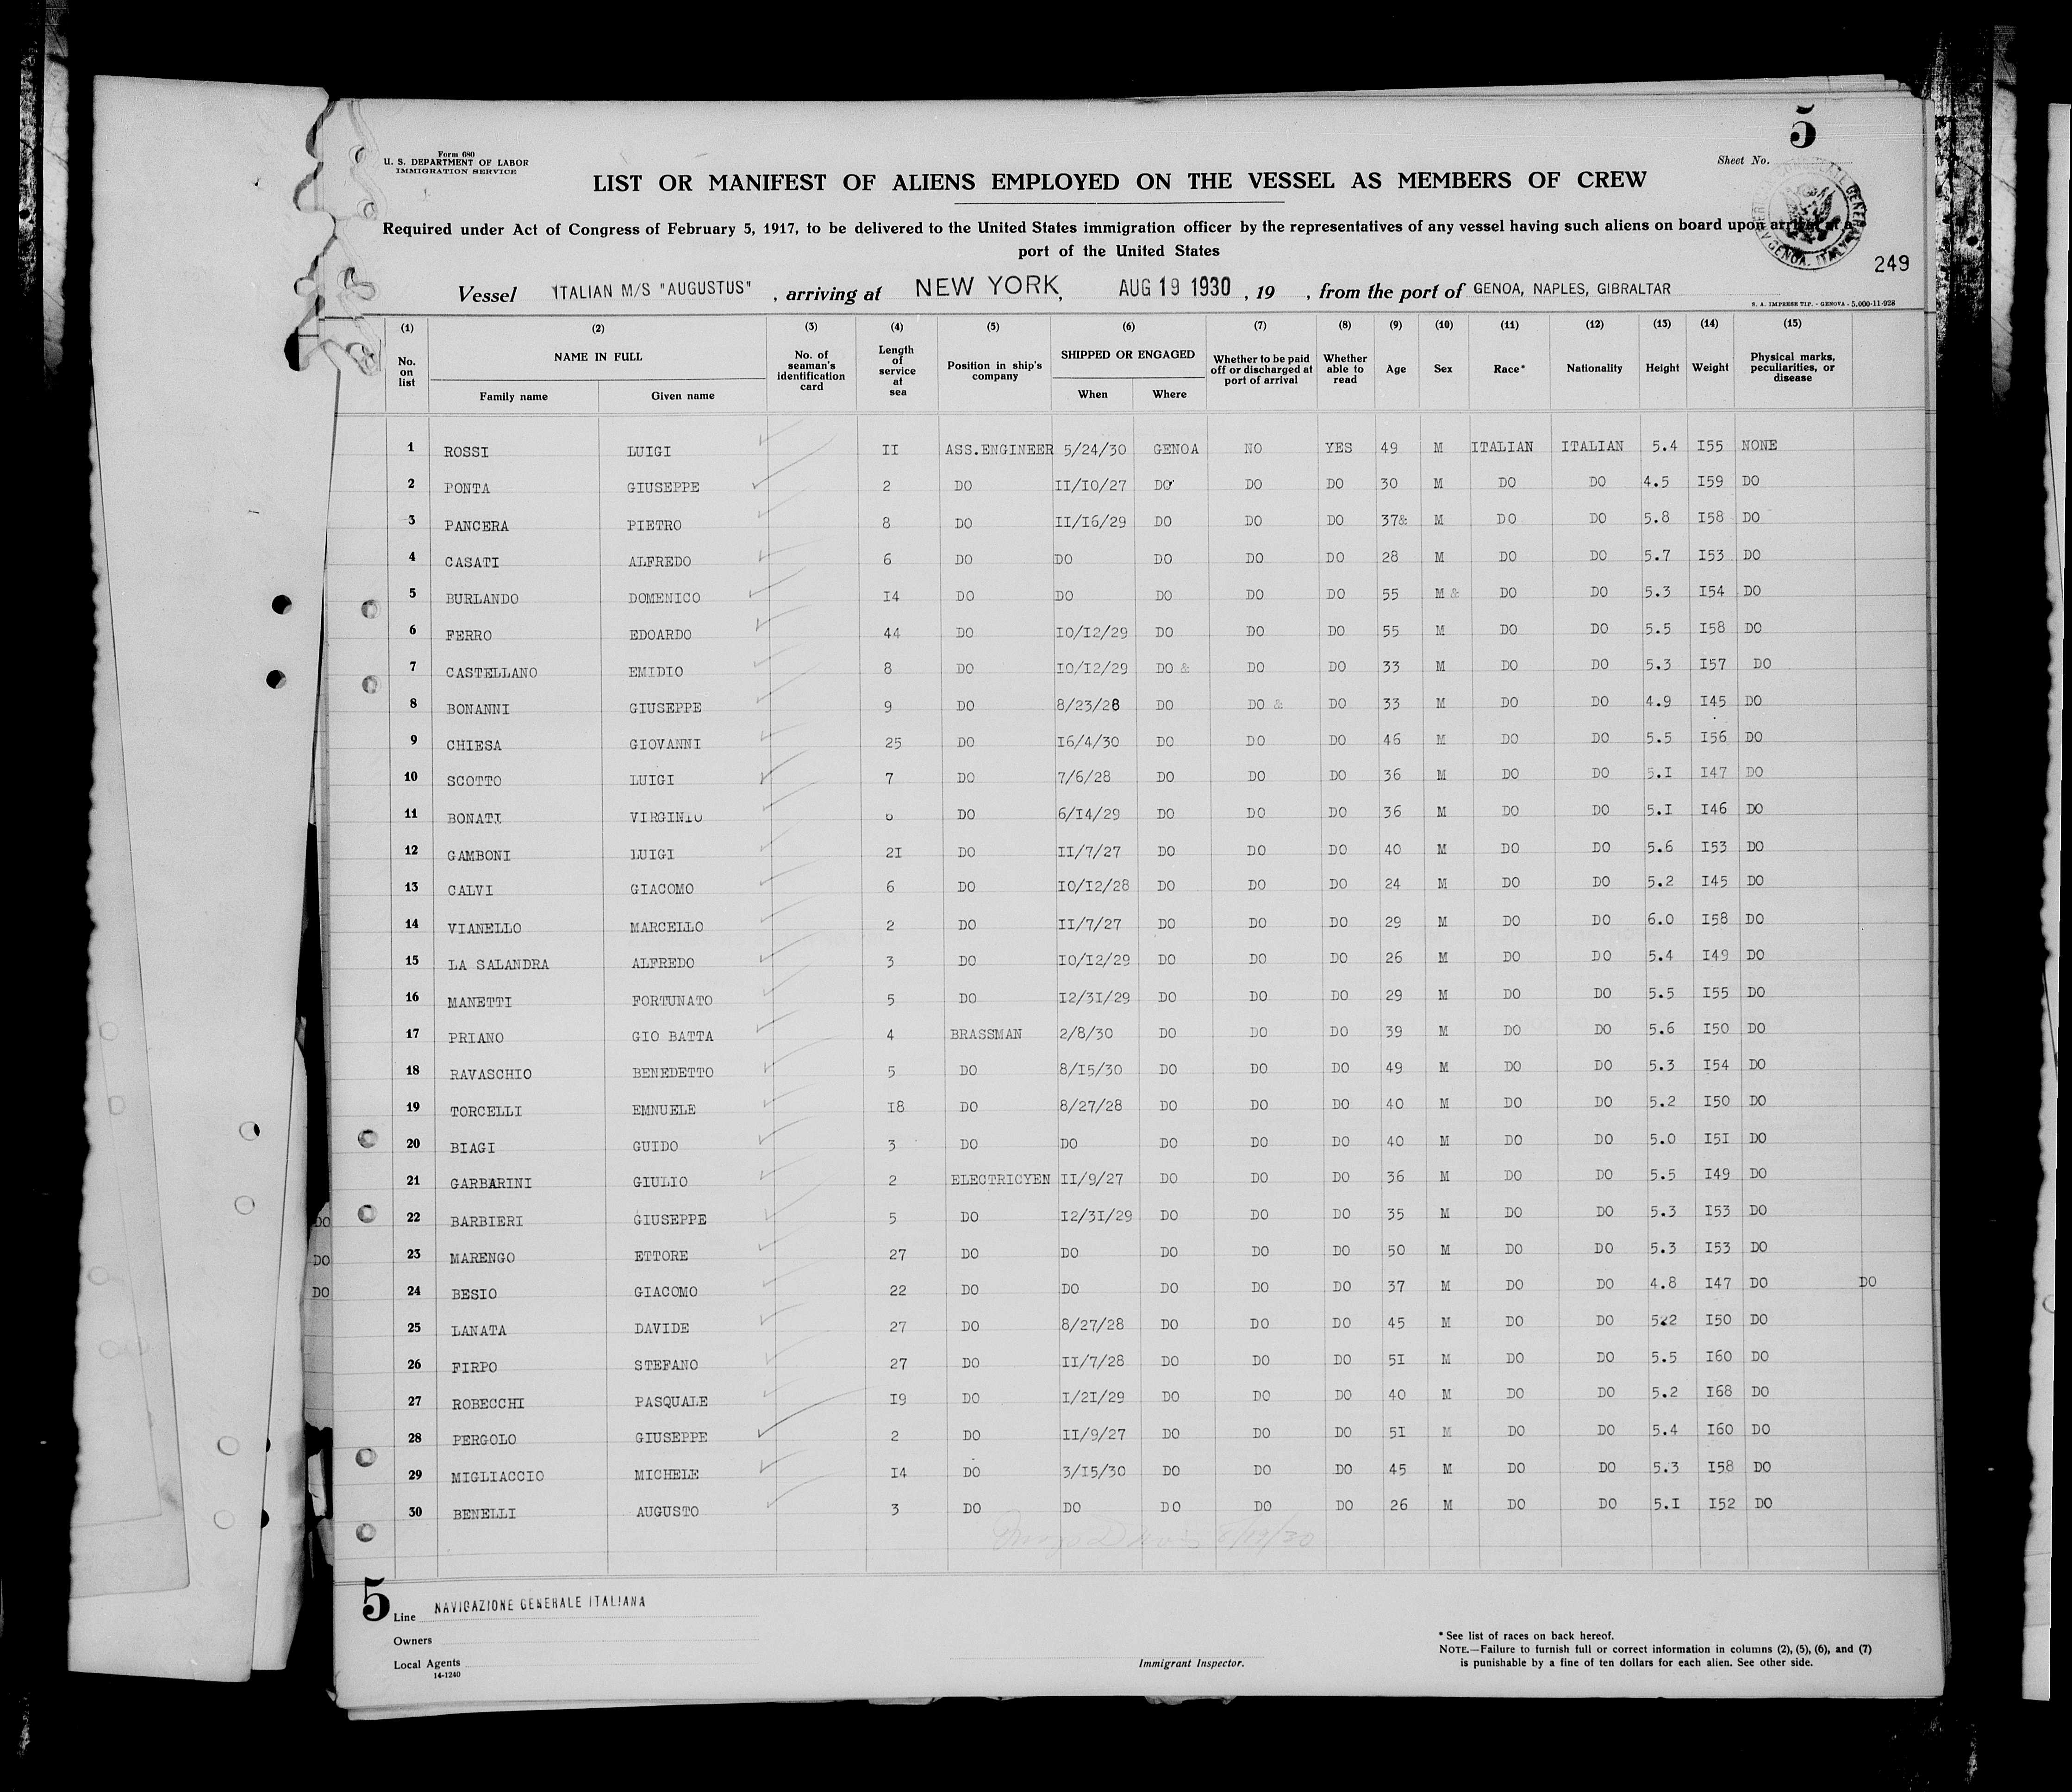 5
Form 680
U. S. DEPARTMENT OF LABOR
IMMIGRATION SERVICE
Sheet No.
LIST OR MANIFEST OF ALIENS EMPLOYED ON THE VESSEL AS MEMBERS OF CREW
Required under Act of Congress of February 5, 1917, to be delivered to the United States immigration officer by the representatives of any vessel having such aliens on board upon arrival at a
port of the United States
GENOA, ITALY
249
Vessel ITALIAN M/S "AUGUSTUS" , arriving at NEW YORK, AUG 19 1930 , 19 , from the port of GENOA, NAPLES, GIBRALTAR
S. A. IMPRESE TIP. - GENOVA - 5,000-11-928
(1) (2) (3) (4) (5) (6) (7) (8) (9) (10) (11) (12) (13) (14) (15)
No. on list NAME IN FULL Family name Given name No. of seaman's identification card Length of service at sea Position in ship's company SHIPPED OR ENGAGED When Where Whether to be paid off or discharged at port of arrival Whether able to read Age Sex Race* Nationality Height Weight Physical marks, peculiarities, or disease
1 ROSSI LUIGI II ASS.ENGINEER 5/24/30 GENOA NO YES 49 M ITALIAN ITALIAN 5.4 I55 NONE
2 PONTA GIUSEPPE 2 DO II/IO/27 DO DO DO 30 M DO DO 4.5 I59 DO
3 PANCERA PIETRO 8 DO II/I6/29 DO DO DO 37& M DO DO 5.8 I58 DO
4 CASATI ALFREDO 6 DO DO DO DO DO 28 M DO DO 5.7 I53 DO
5 BURLANDO DOMENICO I4 DO DO DO DO DO 55 M & DO DO 5.3 I54 DO
6 FERRO EDOARDO 44 DO IO/I2/29 DO DO DO 55 M DO DO 5.5 I58 DO
7 CASTELLANO EMIDIO 8 DO IO/I2/29 DO & DO DO 33 M DO DO 5.3 I57 DO
8 BONANNI GIUSEPPE 9 DO 8/23/28 DO DO & DO 33 M DO DO 4.9 I45 DO
9 CHIESA GIOVANNI 25 DO I6/4/30 DO DO DO 46 M DO DO 5.5 I56 DO
10 SCOTTO LUIGI 7 DO 7/6/28 DO DO DO 36 M DO DO 5.I I47 DO
11 BONATI VIRGINIO DO 6/I4/29 DO DO DO 36 M DO DO 5.I I46 DO
12 GAMBONI LUIGI 2I DO II/7/27 DO DO DO 40 M DO DO 5.6 I53 DO
13 CALVI GIACOMO 6 DO IO/I2/28 DO DO DO 24 M DO DO 5.2 I45 DO
14 VIANELLO MARCELLO 2 DO II/7/27 DO DO DO 29 M DO DO 6.0 I58 DO
15 LA SALANDRA ALFREDO 3 DO IO/I2/29 DO DO DO 26 M DO DO 5.4 I49 DO
16 MANETTI FORTUNATO 5 DO I2/3I/29 DO DO DO 29 M DO DO 5.5 I55 DO
17 PRIANO GIO BATTA 4 BRASSMAN 2/8/30 DO DO DO 39 M DO DO 5.6 I50 DO
18 RAVASCHIO BENEDETTO 5 DO 8/I5/30 DO DO DO 49 M DO DO 5.3 I54 DO
19 TORCELLI EMNUELE I8 DO 8/27/28 DO DO DO 40 M DO DO 5.2 I50 DO
20 BIAGI GUIDO 3 DO DO DO DO DO 40 M DO DO 5.0 I5I DO
21 GARBARINI GIULIO 2 ELECTRICYEN II/9/27 DO DO DO 36 M DO DO 5.5 I49 DO
DO 22 BARBIERI GIUSEPPE 5 DO I2/3I/29 DO DO DO 35 M DO DO 5.3 I53 DO
DO 23 MARENGO ETTORE 27 DO DO DO DO DO 50 M DO DO 5.3 I53 DO
DO 24 BESIO GIACOMO 22 DO DO DO DO DO 37 M DO DO 4.8 I47 DO DO
25 LANATA DAVIDE 27 DO 8/27/28 DO DO DO 45 M DO DO 5.2 I50 DO
26 FIRPO STEFANO 27 DO II/7/28 DO DO DO 5I M DO DO 5.5 I60 DO
27 ROBECCHI PASQUALE I9 DO I/2I/29 DO DO DO 40 M DO DO 5.2 I68 DO
28 PERGOLO GIUSEPPE 2 DO II/9/27 DO DO DO 5I M DO DO 5.4 I60 DO
29 MIGLIACCIO MICHELE I4 DO 3/I5/30 DO DO DO 45 M DO DO 5.3 I58 DO
30 BENELLI AUGUSTO 3 DO DO DO DO DO 26 M DO DO 5.I I52 DO
8/19/30
5
Line NAVIGAZIONE GENERALE ITALIANA
Owners
Local Agents
14-1240
Immigrant Inspector.
* See list of races on back hereof.
NOTE.—Failure to furnish full or correct information in columns (2), (5), (6), and (7)
is punishable by a fine of ten dollars for each alien. See other side.